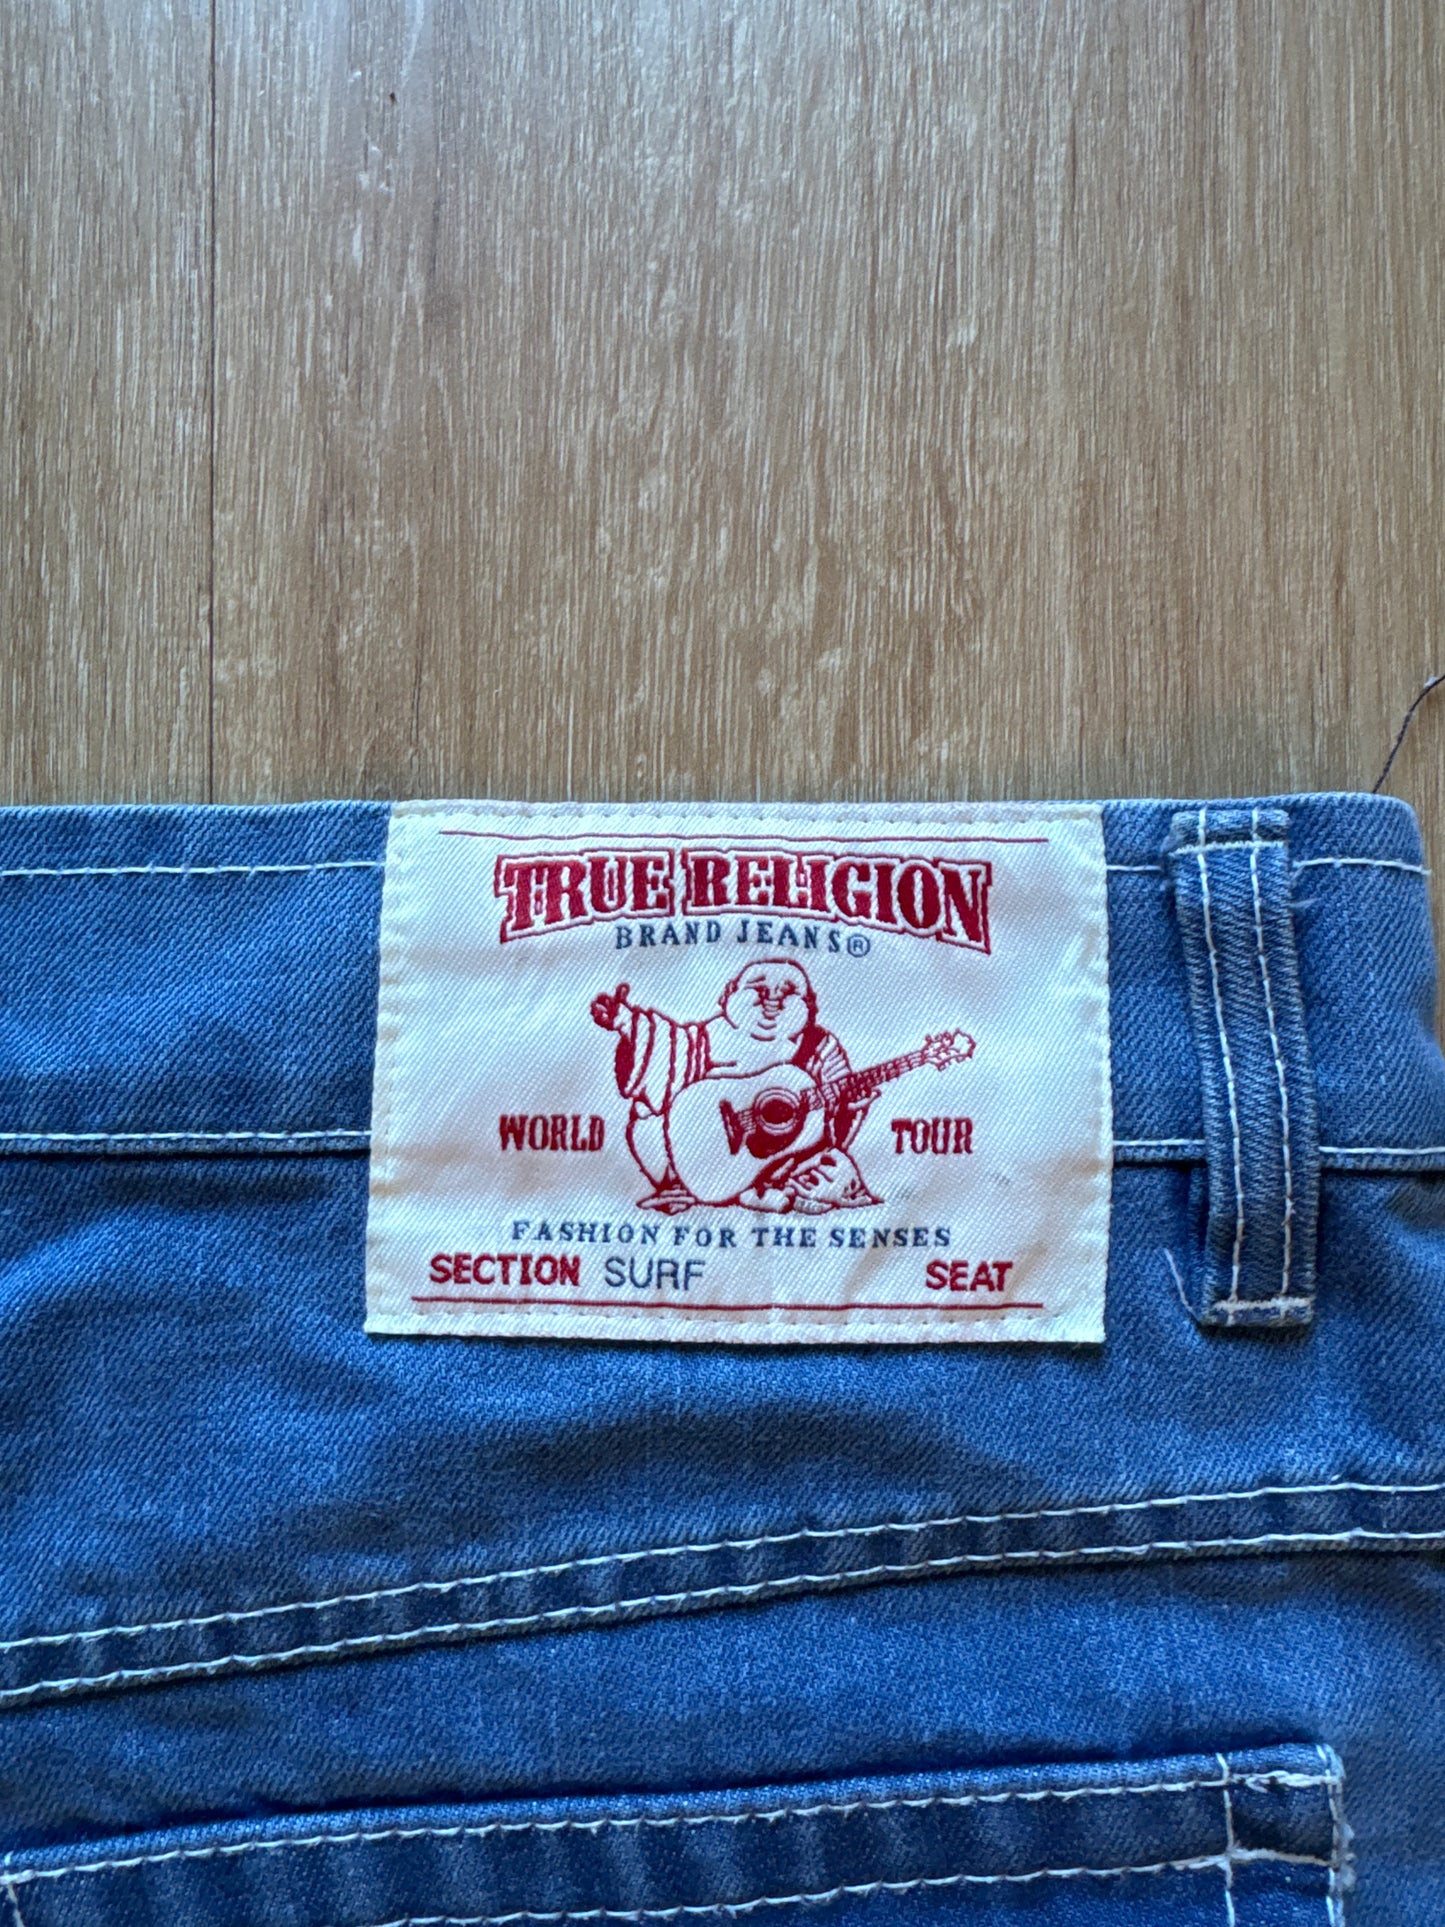 TRUE RELIGION
BRAND JEANS®
WORLD TOUR
FASHION FOR THE SENSES
SECTION SURF SEAT